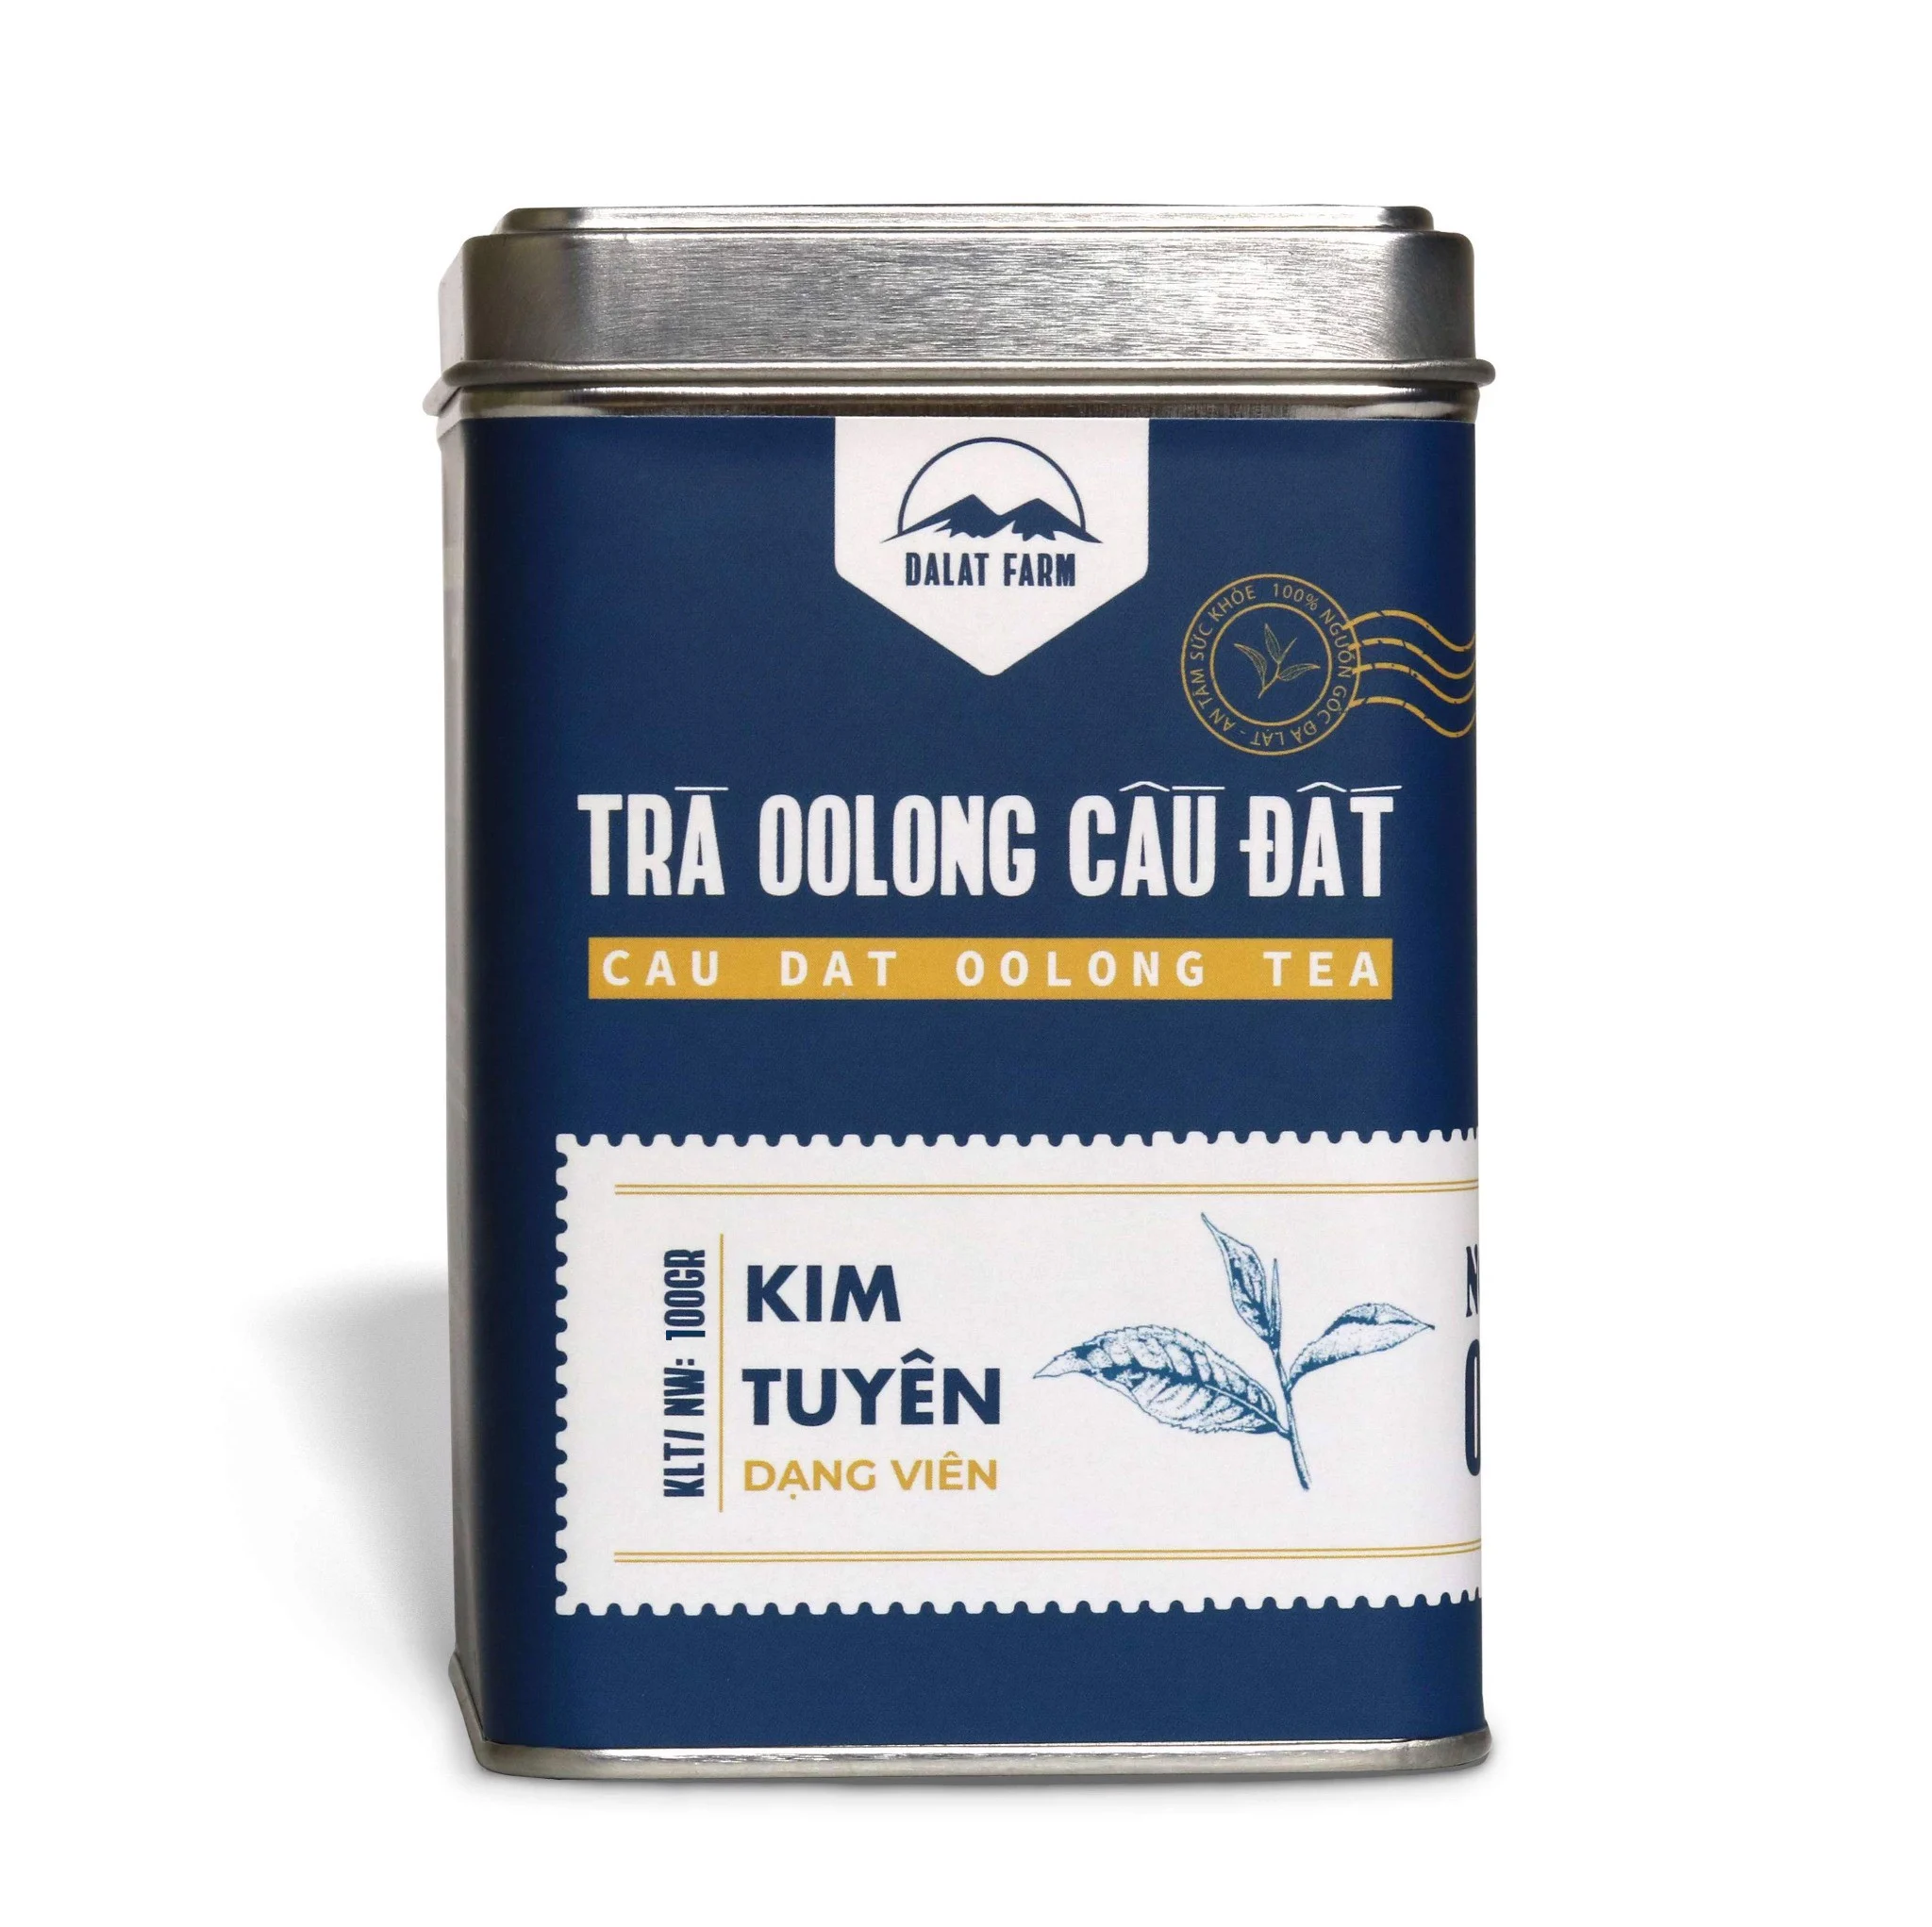 DALAT FARM
AN TÂM SỨC KHỎE 100% NGUỒN GỐC ĐÀ LẠT -
TRÀ OOLONG CẦU ĐẤT
CAU DAT OOLONG TEA
KLT/ NW: 100GR
KIM
TUYÊN
DẠNG VIÊN